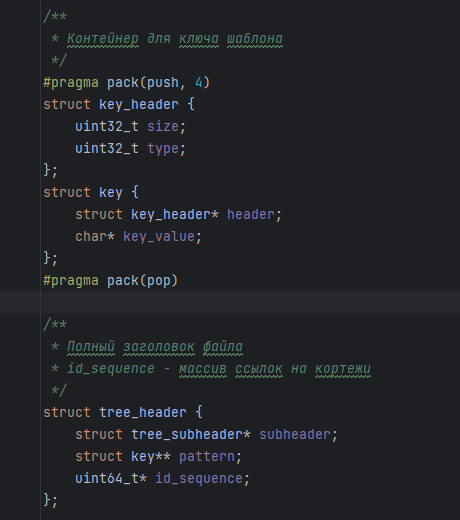 /**
 * Контейнер для ключа шаблона
 */
#pragma pack(push, 4)
struct key_header {
    uint32_t size;
    uint32_t type;
};
struct key {
    struct key_header* header;
    char* key_value;
};
#pragma pack(pop)
/**
 * Полный заголовок файла
 * id_sequence - массив ссылок на кортежи
 */
struct tree_header {
    struct tree_subheader* subheader;
    struct key** pattern;
    uint64_t* id_sequence;
};